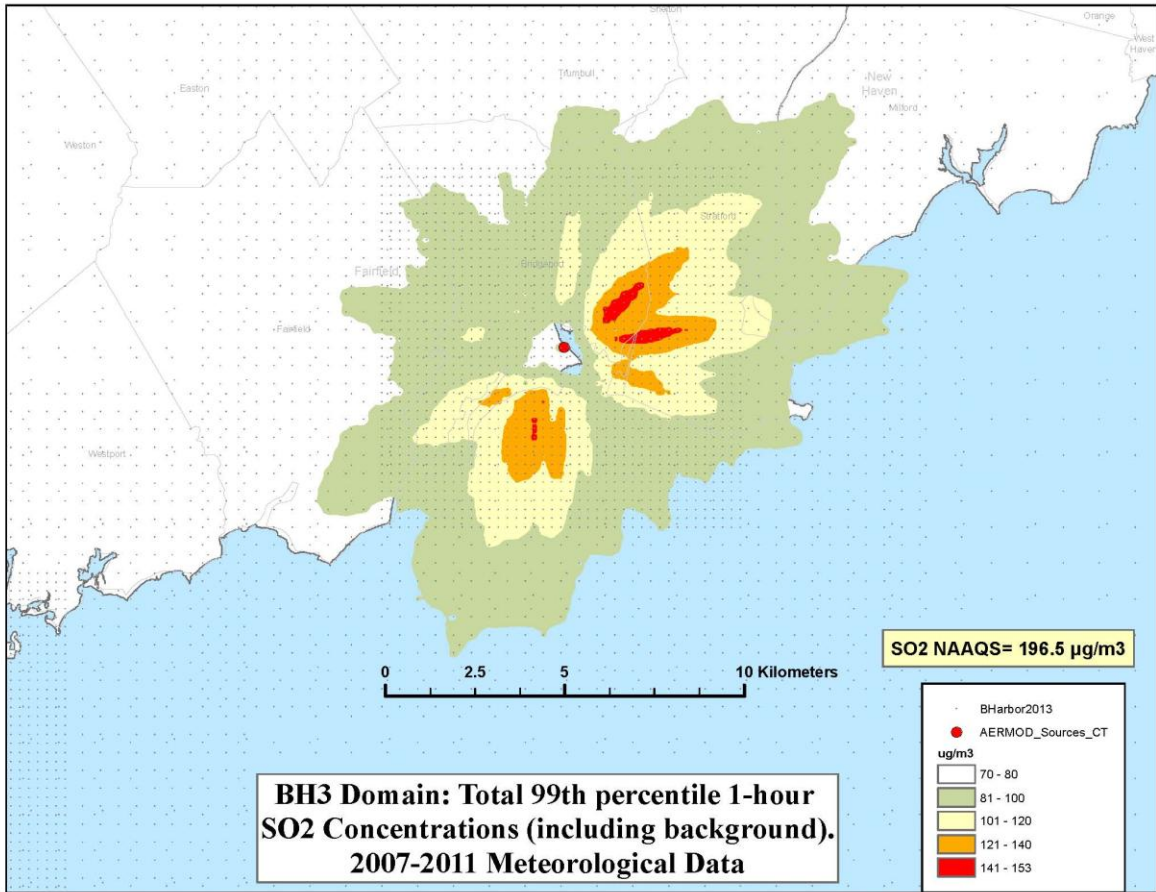 Shelton
Orange
West
Haven
Trumbull
New
Haven
Milford
Easton
Weston
Stratford
Bridgeport
Fairfield
Fairfield
Westport
0 2.5 5 10 Kilometers
SO2 NAAQS= 196.5 µg/m3
BHarbor2013
AERMOD_Sources_CT
ug/m3
70 - 80
81 - 100
101 - 120
121 - 140
141 - 153
BH3 Domain: Total 99th percentile 1-hour
SO2 Concentrations (including background).
2007-2011 Meteorological Data